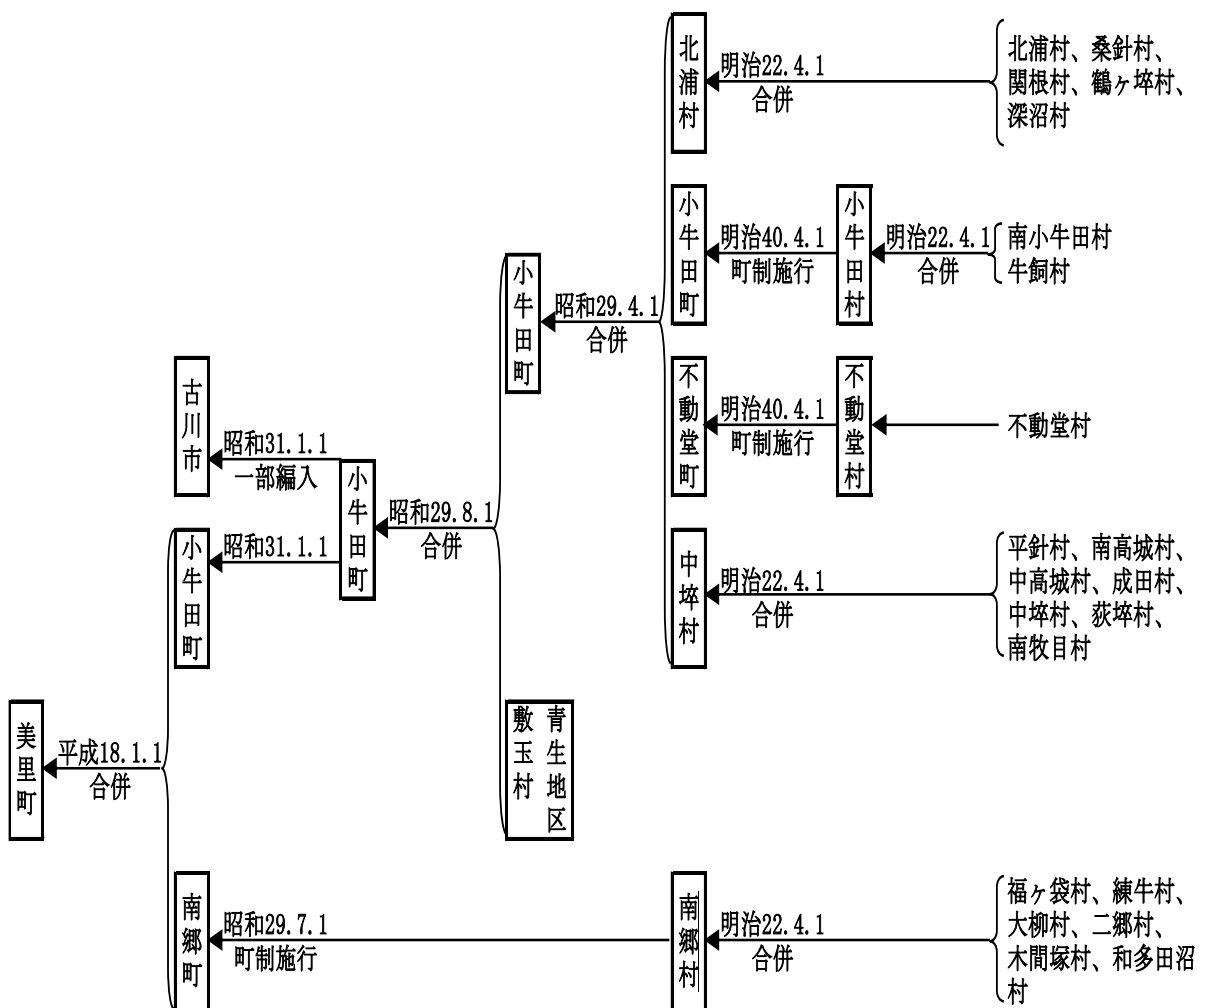 北浦村
明治22.4.1
合併
北浦村、桑針村、
関根村、鶴ヶ埣村、
深沼村
小牛田町
明治40.4.1
町制施行
小牛田村
明治22.4.1
合併
南小牛田村
牛飼村
小牛田町
昭和29.4.1
合併
不動堂町
明治40.4.1
町制施行
不動堂村
不動堂村
古川市
昭和31.1.1
一部編入
小牛田町
昭和29.8.1
合併
小牛田町
昭和31.1.1
中埣村
明治22.4.1
合併
平針村、南高城村、
中高城村、成田村、
中埣村、荻埣村、
南牧目村
美里町
平成18.1.1
合併
敷玉村
青生地区
南郷町
昭和29.7.1
町制施行
南郷村
明治22.4.1
合併
福ヶ袋村、練牛村、
大柳村、二郷村、
木間塚村、和多田沼
村